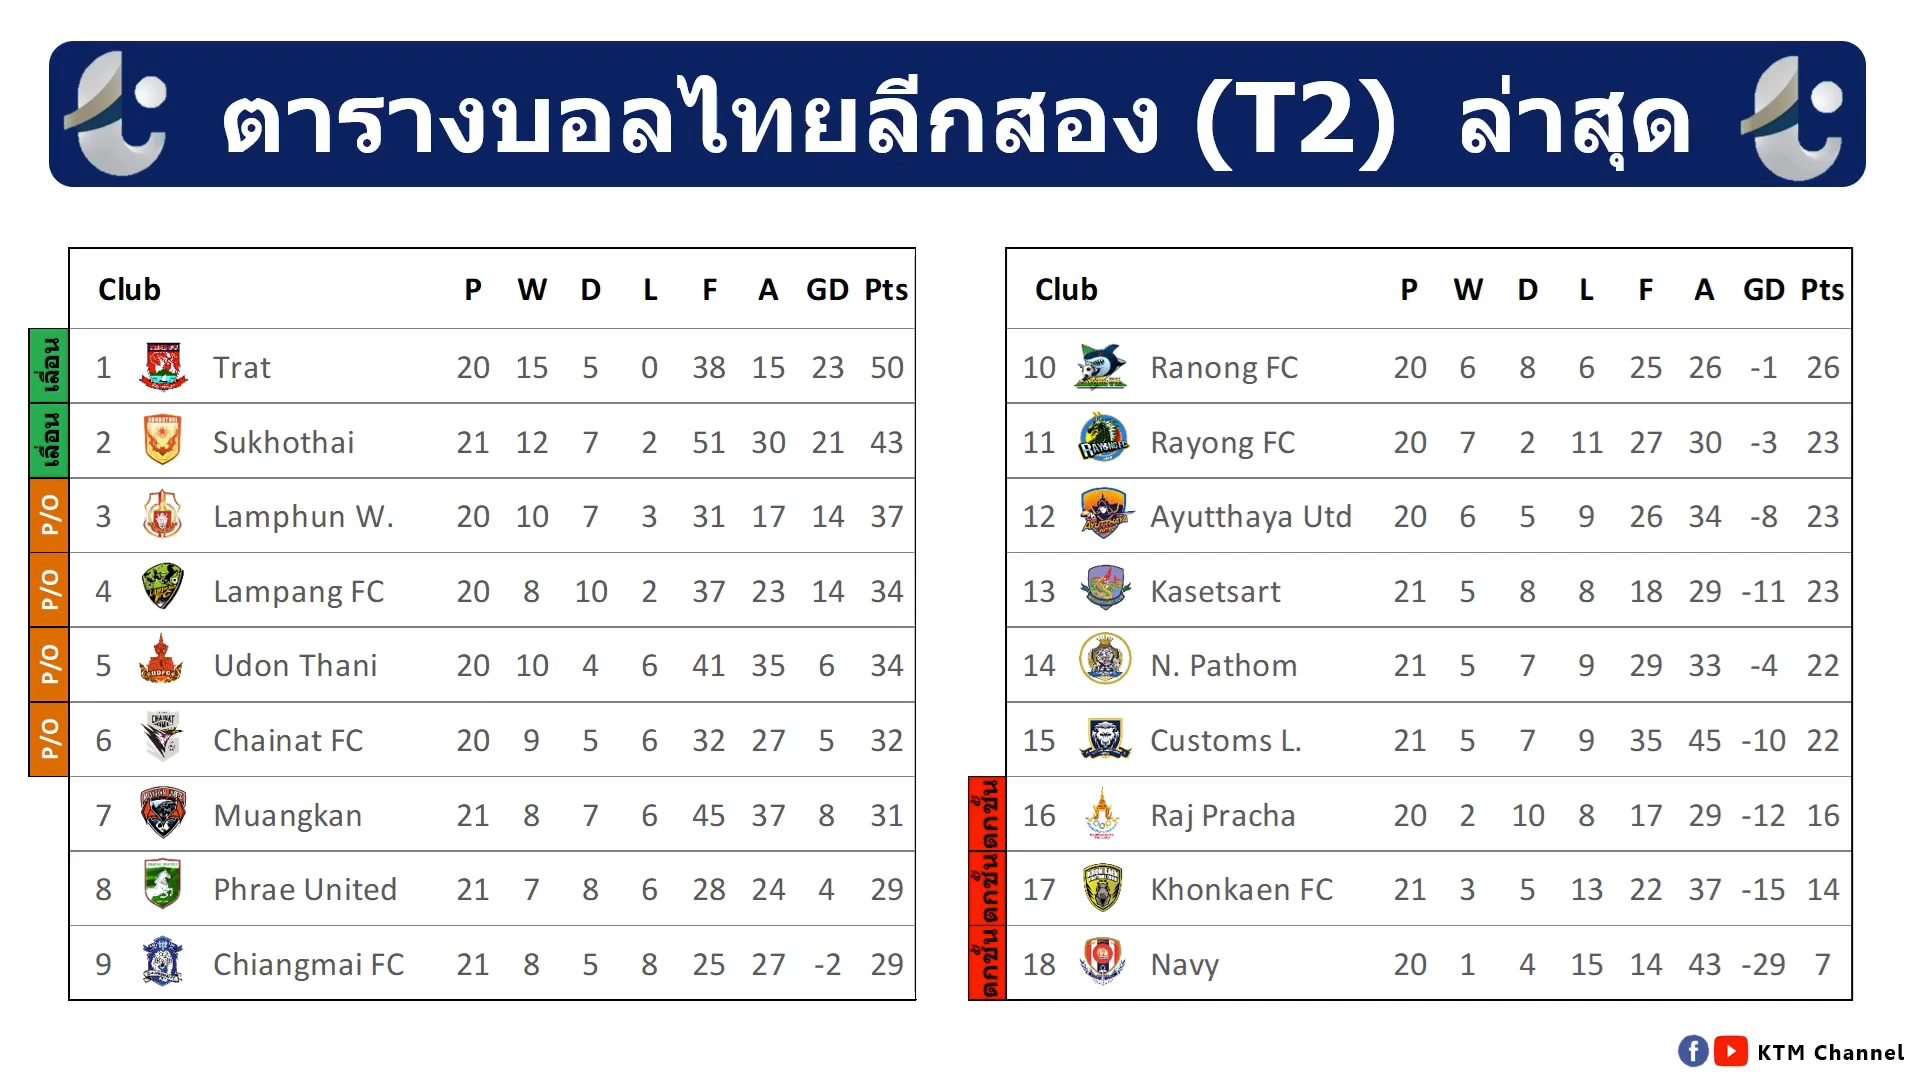 ตารางบอลไทยลีกสอง (T2) ล่าสุด
Club P W D L F A GD Pts
เลื่อน 1 Trat 20 15 5 0 38 15 23 50
เลื่อน 2 Sukhothai 21 12 7 2 51 30 21 43
P/O 3 Lamphun W. 20 10 7 3 31 17 14 37
P/O 4 Lampang FC 20 8 10 2 37 23 14 34
P/O 5 Udon Thani 20 10 4 6 41 35 6 34
P/O 6 Chainat FC 20 9 5 6 32 27 5 32
7 Muangkan 21 8 7 6 45 37 8 31
8 Phrae United 21 7 8 6 28 24 4 29
9 Chiangmai FC 21 8 5 8 25 27 -2 29
Club P W D L F A GD Pts
10 Ranong FC 20 6 8 6 25 26 -1 26
11 Rayong FC 20 7 2 11 27 30 -3 23
12 Ayutthaya Utd 20 6 5 9 26 34 -8 23
13 Kasetsart 21 5 8 8 18 29 -11 23
14 N. Pathom 21 5 7 9 29 33 -4 22
15 Customs L. 21 5 7 9 35 45 -10 22
ตกชั้น 16 Raj Pracha 20 2 10 8 17 29 -12 16
ตกชั้น 17 Khonkaen FC 21 3 5 13 22 37 -15 14
ตกชั้น 18 Navy 20 1 4 15 14 43 -29 7
KTM Channel